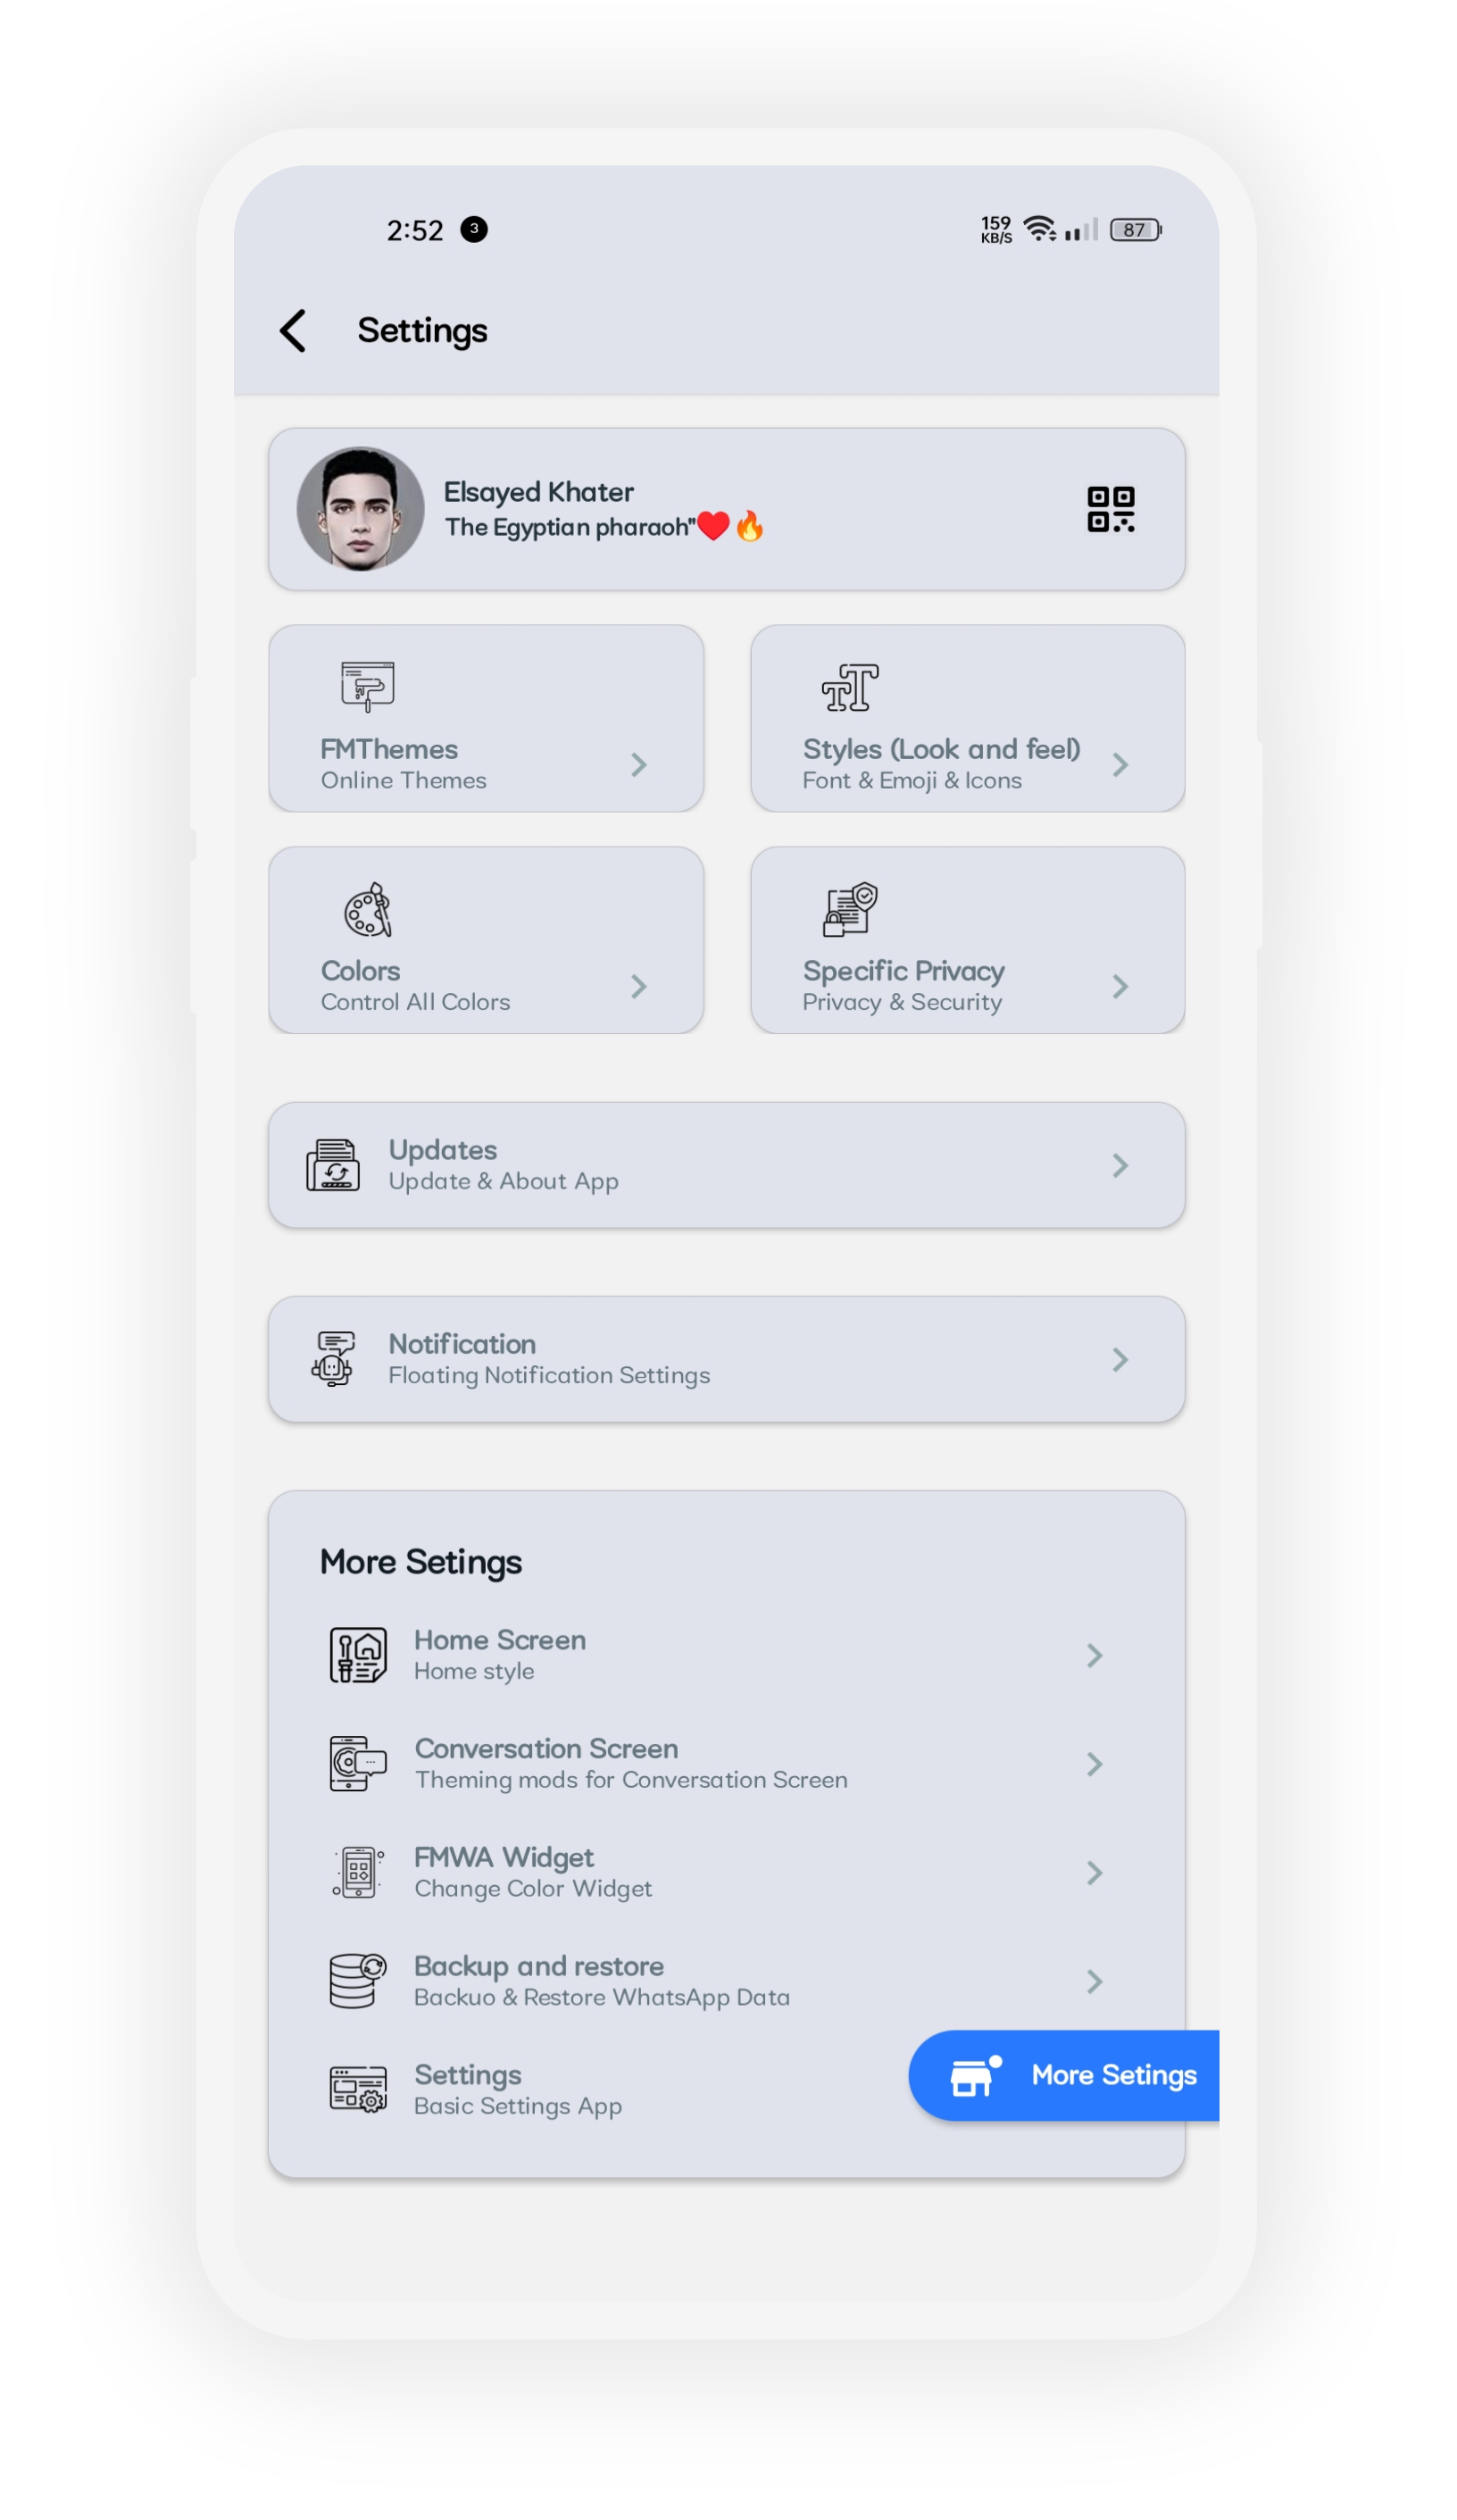 2:52 3 159 KB/S 87
Settings
Elsayed Khater
The Egyptian pharaoh"❤️🔥
FMThemes
Online Themes
Styles (Look and feel)
Font & Emoji & Icons
Colors
Control All Colors
Specific Privacy
Privacy & Security
Updates
Update & About App
Notification
Floating Notification Settings
More Setings
Home Screen
Home style
Conversation Screen
Theming mods for Conversation Screen
FMWA Widget
Change Color Widget
Backup and restore
Backuo & Restore WhatsApp Data
Settings
Basic Settings App
More Setings